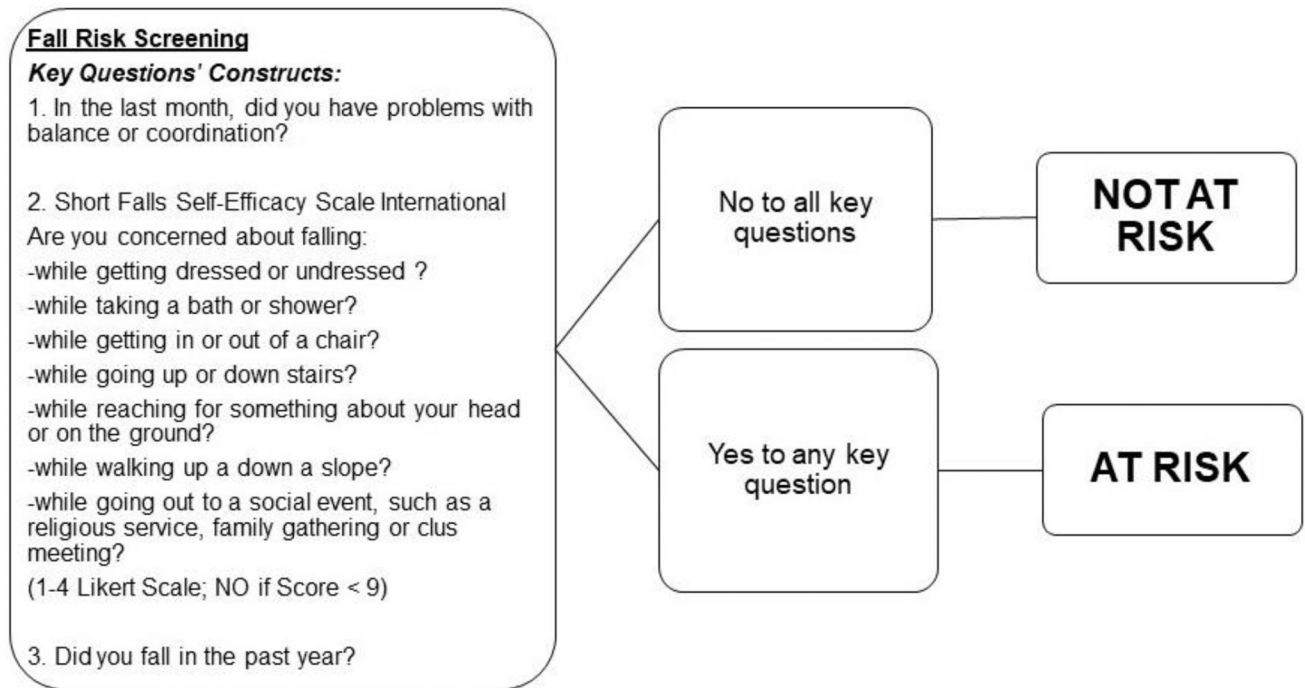 Fall Risk Screening
Key Questions' Constructs:
1. In the last month, did you have problems with
balance or coordination?
2. Short Falls Self-Efficacy Scale International
Are you concerned about falling:
-while getting dressed or undressed ?
-while taking a bath or shower?
-while getting in or out of a chair?
-while going up or down stairs?
-while reaching for something about your head
or on the ground?
-while walking up a down a slope?
-while going out to a social event, such as a
religious service, family gathering or clus
meeting?
(1-4 Likert Scale; NO if Score < 9)
3. Did you fall in the past year?
No to all key
questions
NOT AT
RISK
Yes to any key
question
AT RISK